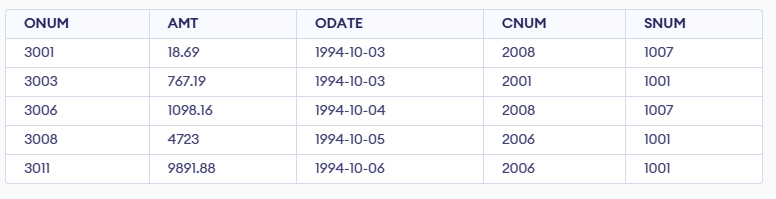 ONUM AMT ODATE CNUM SNUM
3001 18.69 1994-10-03 2008 1007
3003 767.19 1994-10-03 2001 1001
3006 1098.16 1994-10-04 2008 1007
3008 4723 1994-10-05 2006 1001
3011 9891.88 1994-10-06 2006 1001